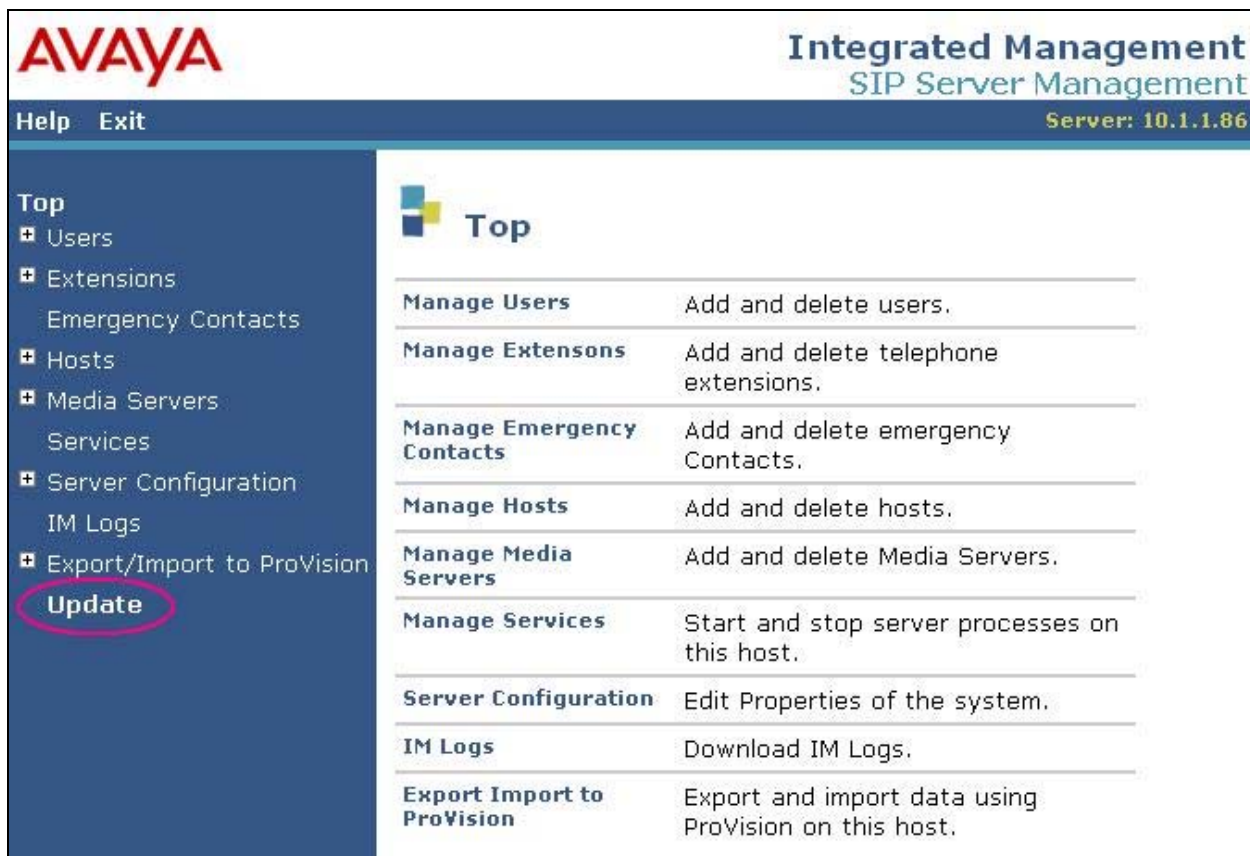 AVAYA
Integrated Management
SIP Server Management
Help Exit
Server: 10.1.1.86
Top
Users
Extensions
Emergency Contacts
Hosts
Media Servers
Services
Server Configuration
IM Logs
Export/Import to ProVision
Update
Top
Manage Users
Add and delete users.
Manage Extensons
Add and delete telephone
extensions.
Manage Emergency
Contacts
Add and delete emergency
Contacts.
Manage Hosts
Add and delete hosts.
Manage Media
Servers
Add and delete Media Servers.
Manage Services
Start and stop server processes on
this host.
Server Configuration
Edit Properties of the system.
IM Logs
Download IM Logs.
Export Import to
ProVision
Export and import data using
ProVision on this host.